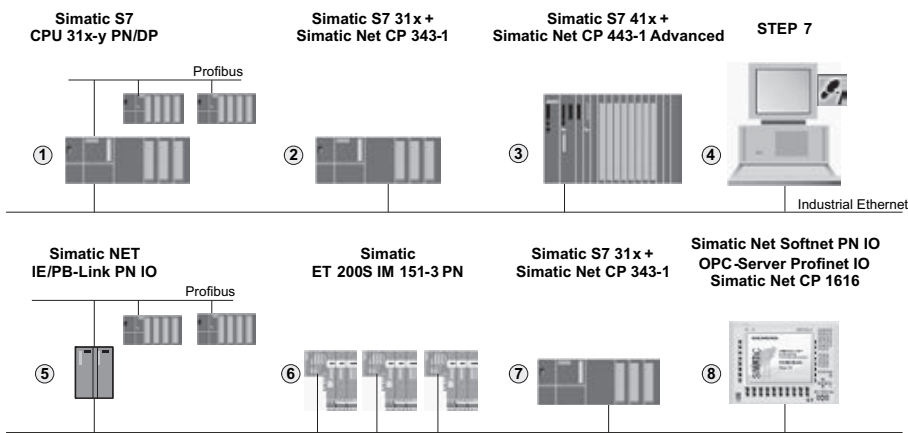 Simatic S7
CPU 31x-y PN/DP
Simatic S7 31x +
Simatic Net CP 343-1
Simatic S7 41x +
Simatic Net CP 443-1 Advanced
STEP 7
Profibus
1
2
3
4
Industrial Ethernet
Simatic NET
IE/PB-Link PN IO
Simatic
ET 200S IM 151-3 PN
Simatic S7 31x +
Simatic Net CP 343-1
Simatic Net Softnet PN IO
OPC-Server Profinet IO
Simatic Net CP 1616
Profibus
5
6
7
8
SIMATIC